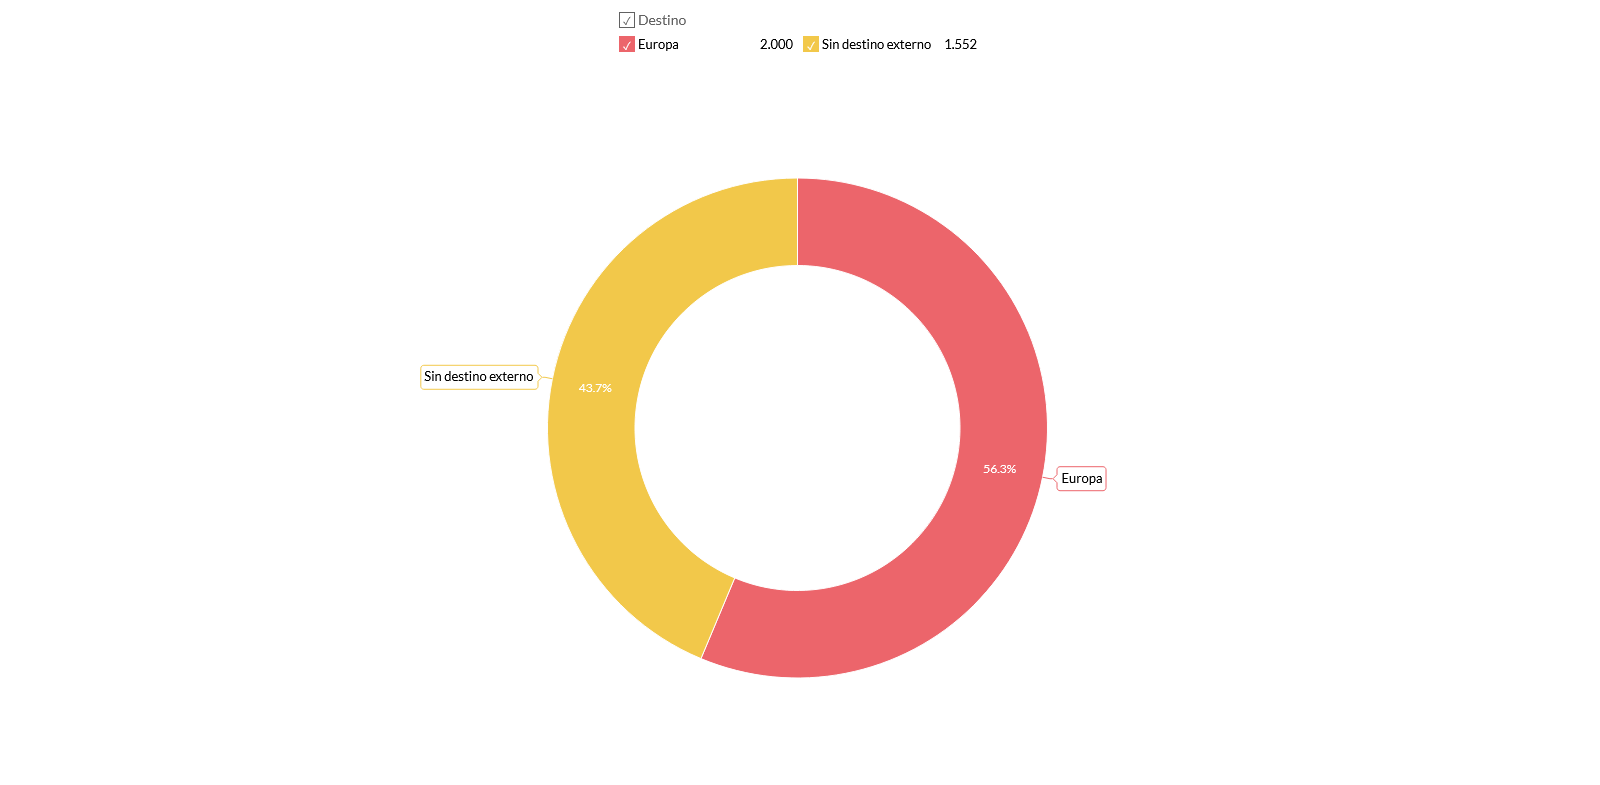 Destino
Europa 2.000 Sin destino externo 1.552
Sin destino externo
43.7%
56.3%
Europa